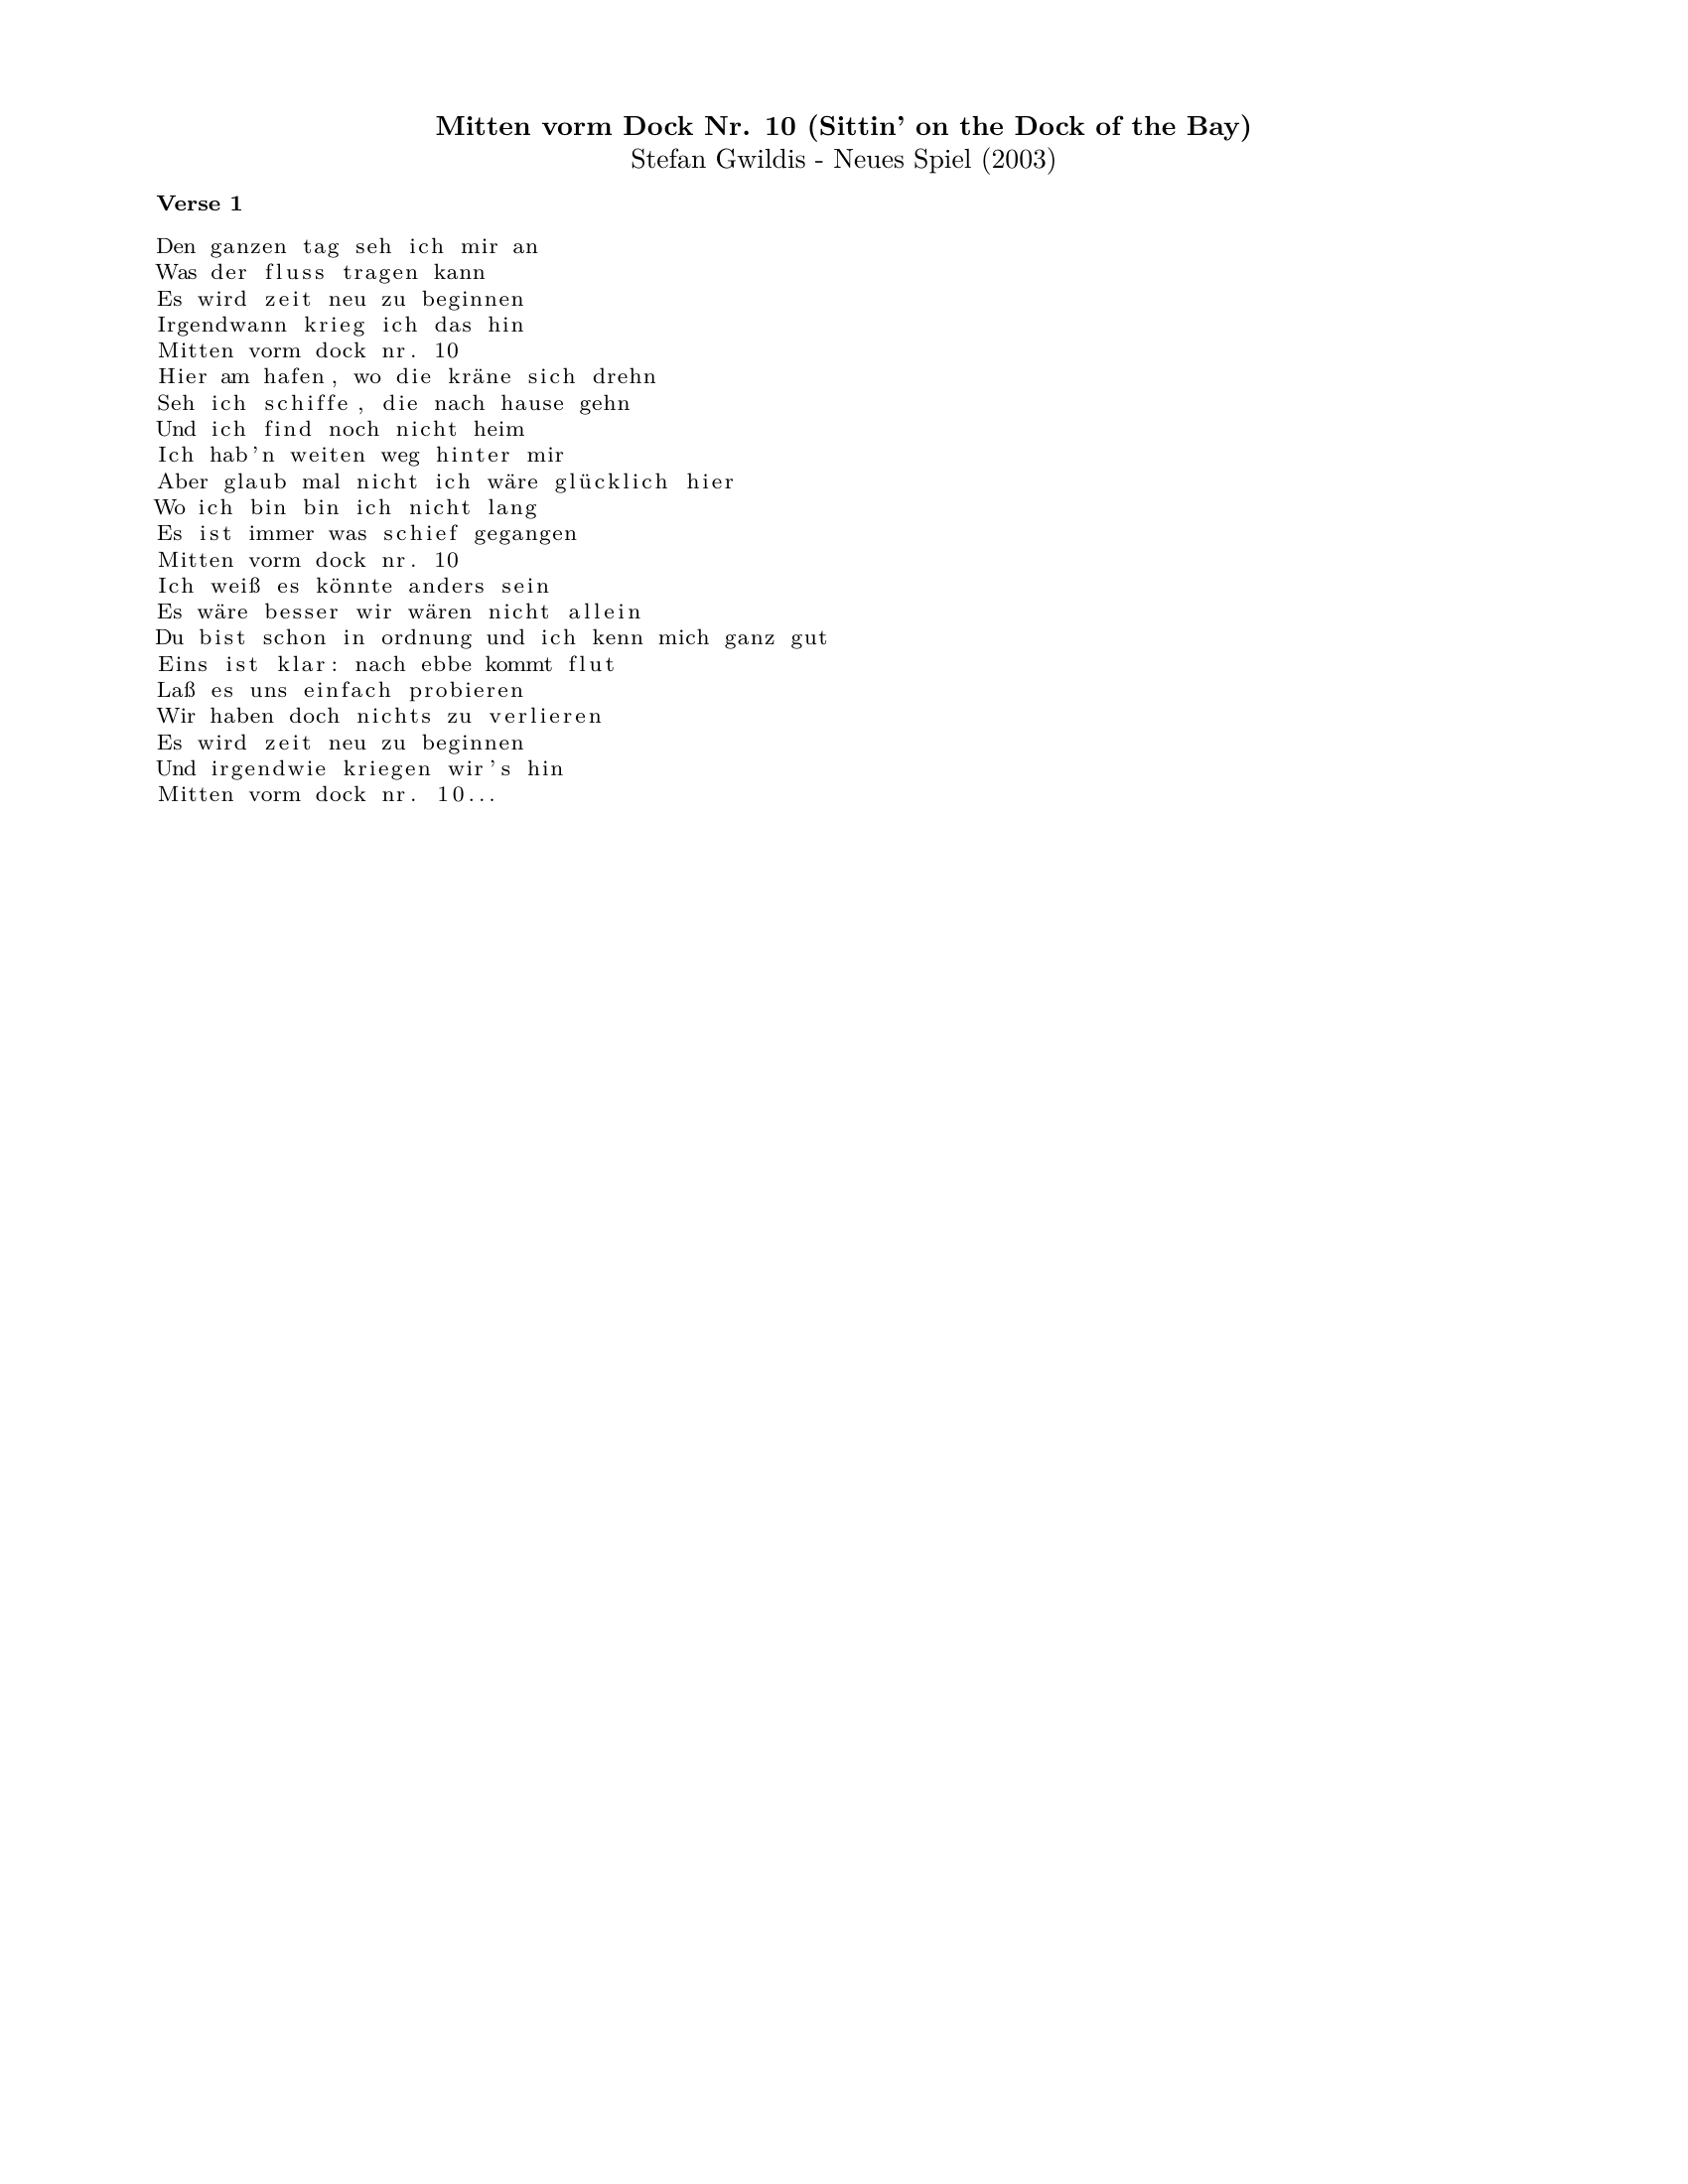 Mitten vorm Dock Nr. 10 (Sittin' on the Dock of the Bay)
Stefan Gwildis - Neues Spiel (2003)
Verse 1
Den ganzen tag seh ich mir an
Was der fluss tragen kann
Es wird zeit neu zu beginnen
Irgendwann krieg ich das hin
Mitten vorm dock nr. 10
Hier am hafen, wo die kräne sich drehn
Seh ich schiffe, die nach hause gehn
Und ich find noch nicht heim
Ich hab'n weiten weg hinter mir
Aber glaub mal nicht ich wäre glücklich hier
Wo ich bin bin ich nicht lang
Es ist immer was schief gegangen
Mitten vorm dock nr. 10
Ich weiß es könnte anders sein
Es wäre besser wir wären nicht allein
Du bist schon in ordnung und ich kenn mich ganz gut
Eins ist klar: nach ebbe kommt flut
Laß es uns einfach probieren
Wir haben doch nichts zu verlieren
Es wird zeit neu zu beginnen
Und irgendwie kriegen wir's hin
Mitten vorm dock nr. 10...